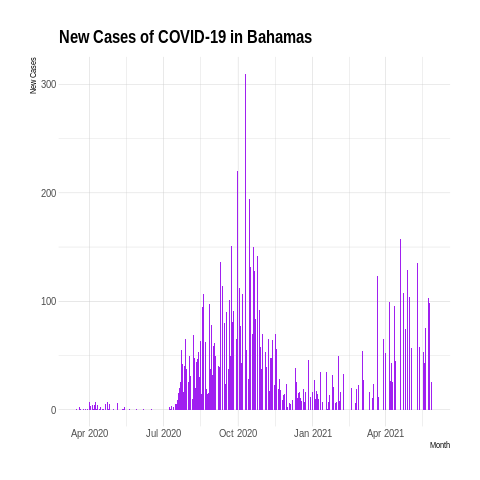 New Cases of COVID-19 in Bahamas
New Cases
300
200
100
0
Apr 2020
Jul 2020
Oct 2020
Jan 2021
Apr 2021
Month